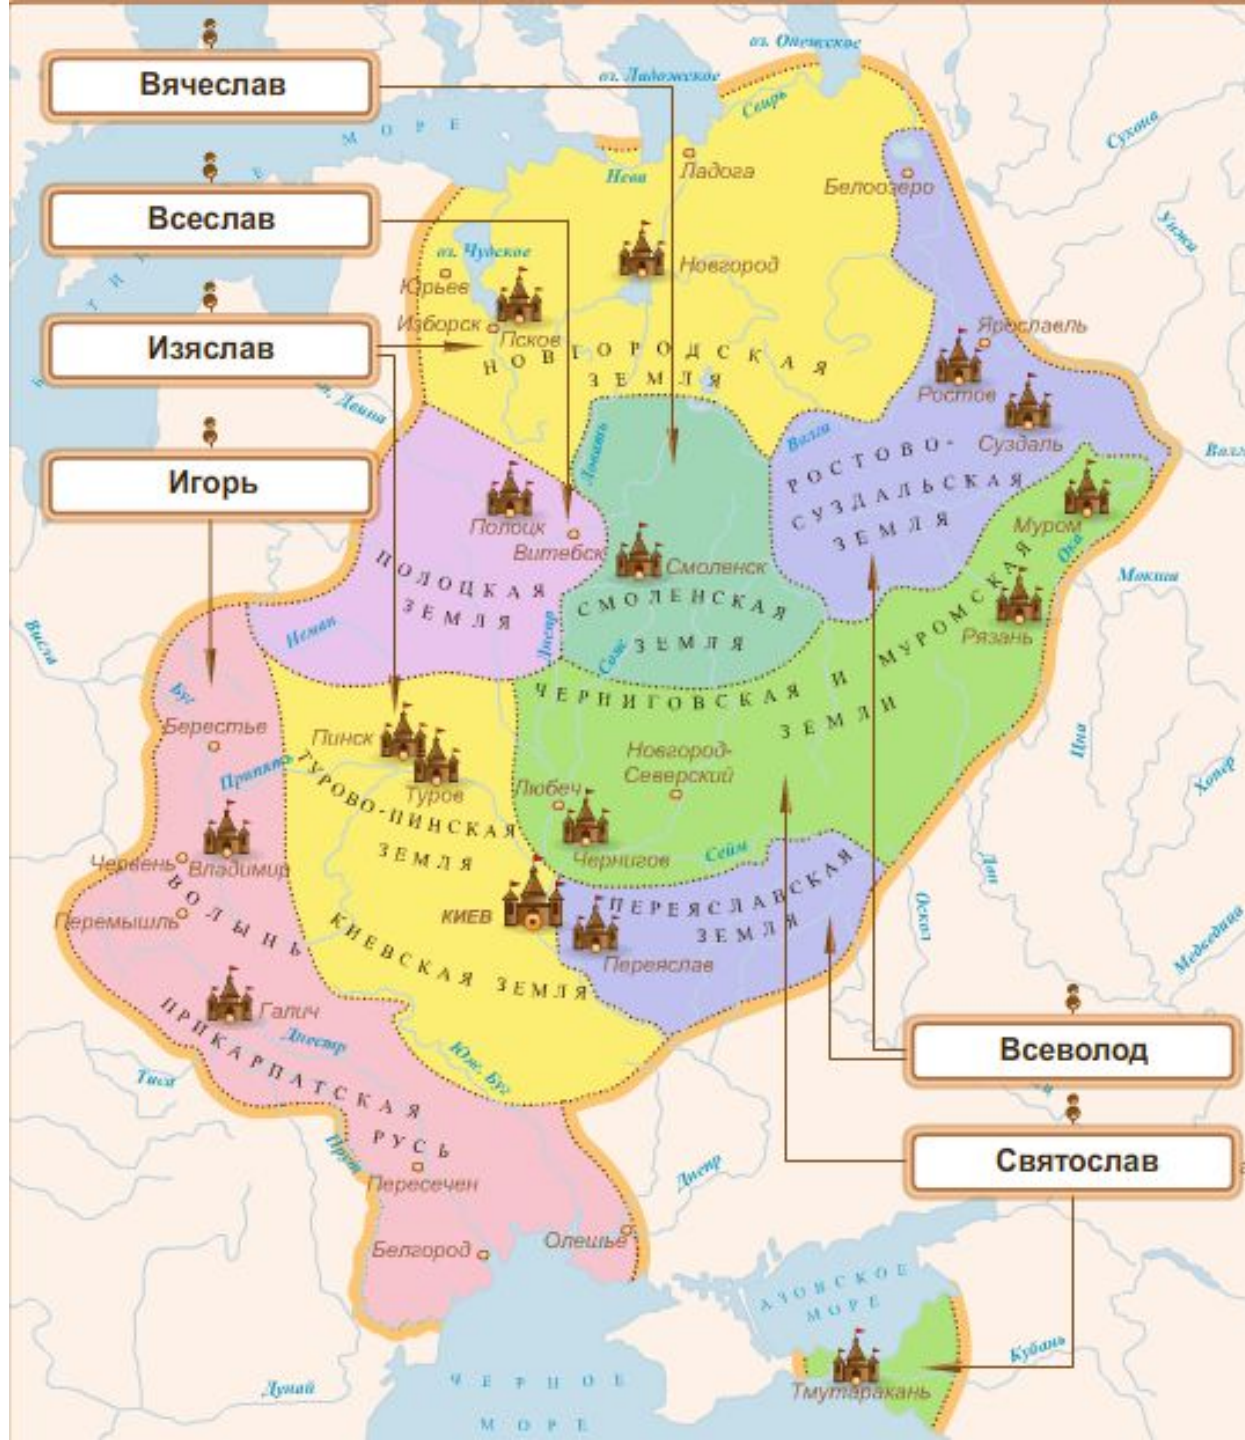 Вячеслав
Всеслав
Изяслав
Игорь
Всеволод
Святослав
оз. Онежское
оз. Ладожское
Свирь
Сухона
МОРЕ
Нева
Ладога
Белоозеро
Унжа
оз. Чудское
Новгород
Юрьев
Изборск
Псков
Ярославль
НОВГОРОДСКАЯ
ЗЕМЛЯ
Ростов
Суздаль
Двина
Ловать
Волга
РОСТОВО-
СУЗДАЛЬСКАЯ
ЗЕМЛЯ
Полоцк
Витебск
Муром
Ока
Мокша
Смоленск
ПОЛОЦКАЯ
ЗЕМЛЯ
СМОЛЕНСКАЯ
ЗЕМЛЯ
Рязань
Висла
Неман
Днепр
Сож
ЧЕРНИГОВСКАЯ И МУРОМСКАЯ
ЗЕМЛИ
Буг
Берестье
Припять
Пинск
Туров
ТУРОВО-ПИНСКАЯ
ЗЕМЛЯ
Новгород-
Северский
Любеч
Чернигов
Сейм
Цна
Хопер
Дон
Оскол
Медведица
Червень
Владимир
Перемышль
ВОЛЫНЬ
КИЕВ
ПЕРЕЯСЛАВСКАЯ
ЗЕМЛЯ
Переяслав
КИЕВСКАЯ ЗЕМЛЯ
Галич
Днестр
ПРИКАРПАТСКАЯ
РУСЬ
Юж. Буг
Тиса
Прут
Пересечен
Днепр
Белгород
Олешье
АЗОВСКОЕ
МОРЕ
Кубань
Тмутаракань
Дунай
ЧЕРНОЕ
МОРЕ